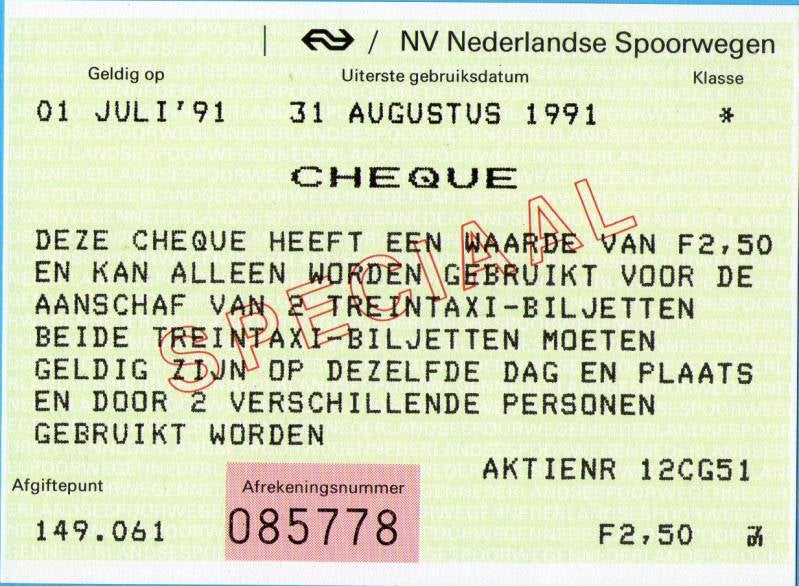 / NV Nederlandse Spoorwegen
Geldig op Uiterste gebruiksdatum Klasse
01 JULI'91 31 AUGUSTUS 1991 *
CHEQUE
SPECIAAL
DEZE CHEQUE HEEFT EEN WAARDE VAN F2,50
EN KAN ALLEEN WORDEN GEBRUIKT VOOR DE
AANSCHAF VAN 2 TREINTAXI-BILJETTEN
BEIDE TREINTAXI-BILJETTEN MOETEN
GELDIG ZIJN OP DEZELFDE DAG EN PLAATS
EN DOOR 2 VERSCHILLENDE PERSONEN
GEBRUIKT WORDEN
AKTIENR 12CG51
Afgiftepunt Afrekeningsnummer
149.061 085778 F2,50